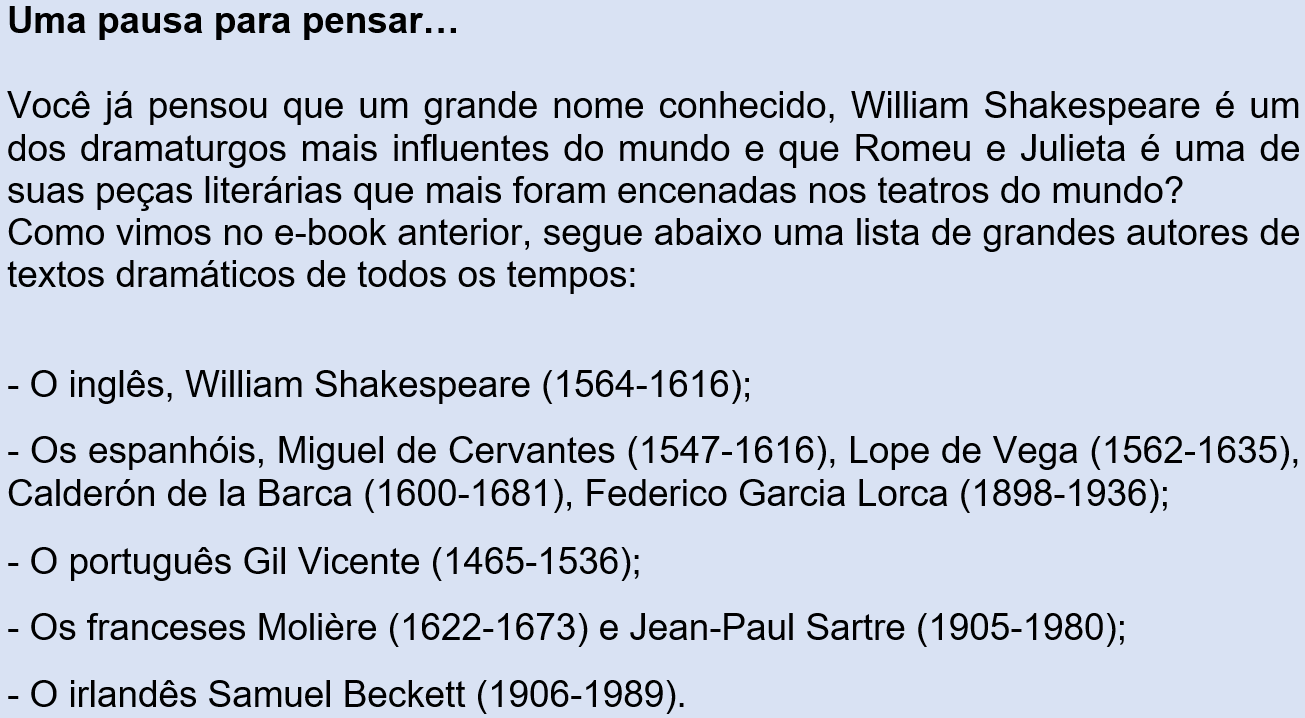 Uma pausa para pensar…
Você já pensou que um grande nome conhecido, William Shakespeare é um
dos dramaturgos mais influentes do mundo e que Romeu e Julieta é uma de
suas peças literárias que mais foram encenadas nos teatros do mundo?
Como vimos no e-book anterior, segue abaixo uma lista de grandes autores de
textos dramáticos de todos os tempos:
- O inglês, William Shakespeare (1564-1616);
- Os espanhóis, Miguel de Cervantes (1547-1616), Lope de Vega (1562-1635),
Calderón de la Barca (1600-1681), Federico Garcia Lorca (1898-1936);
- O português Gil Vicente (1465-1536);
- Os franceses Molière (1622-1673) e Jean-Paul Sartre (1905-1980);
- O irlandês Samuel Beckett (1906-1989).